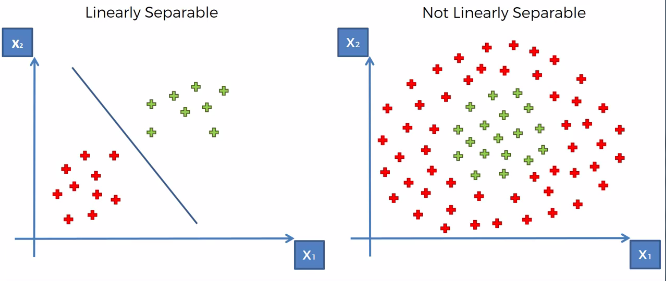 Linearly Separable
X2
X1
Not Linearly Separable
X2
X1